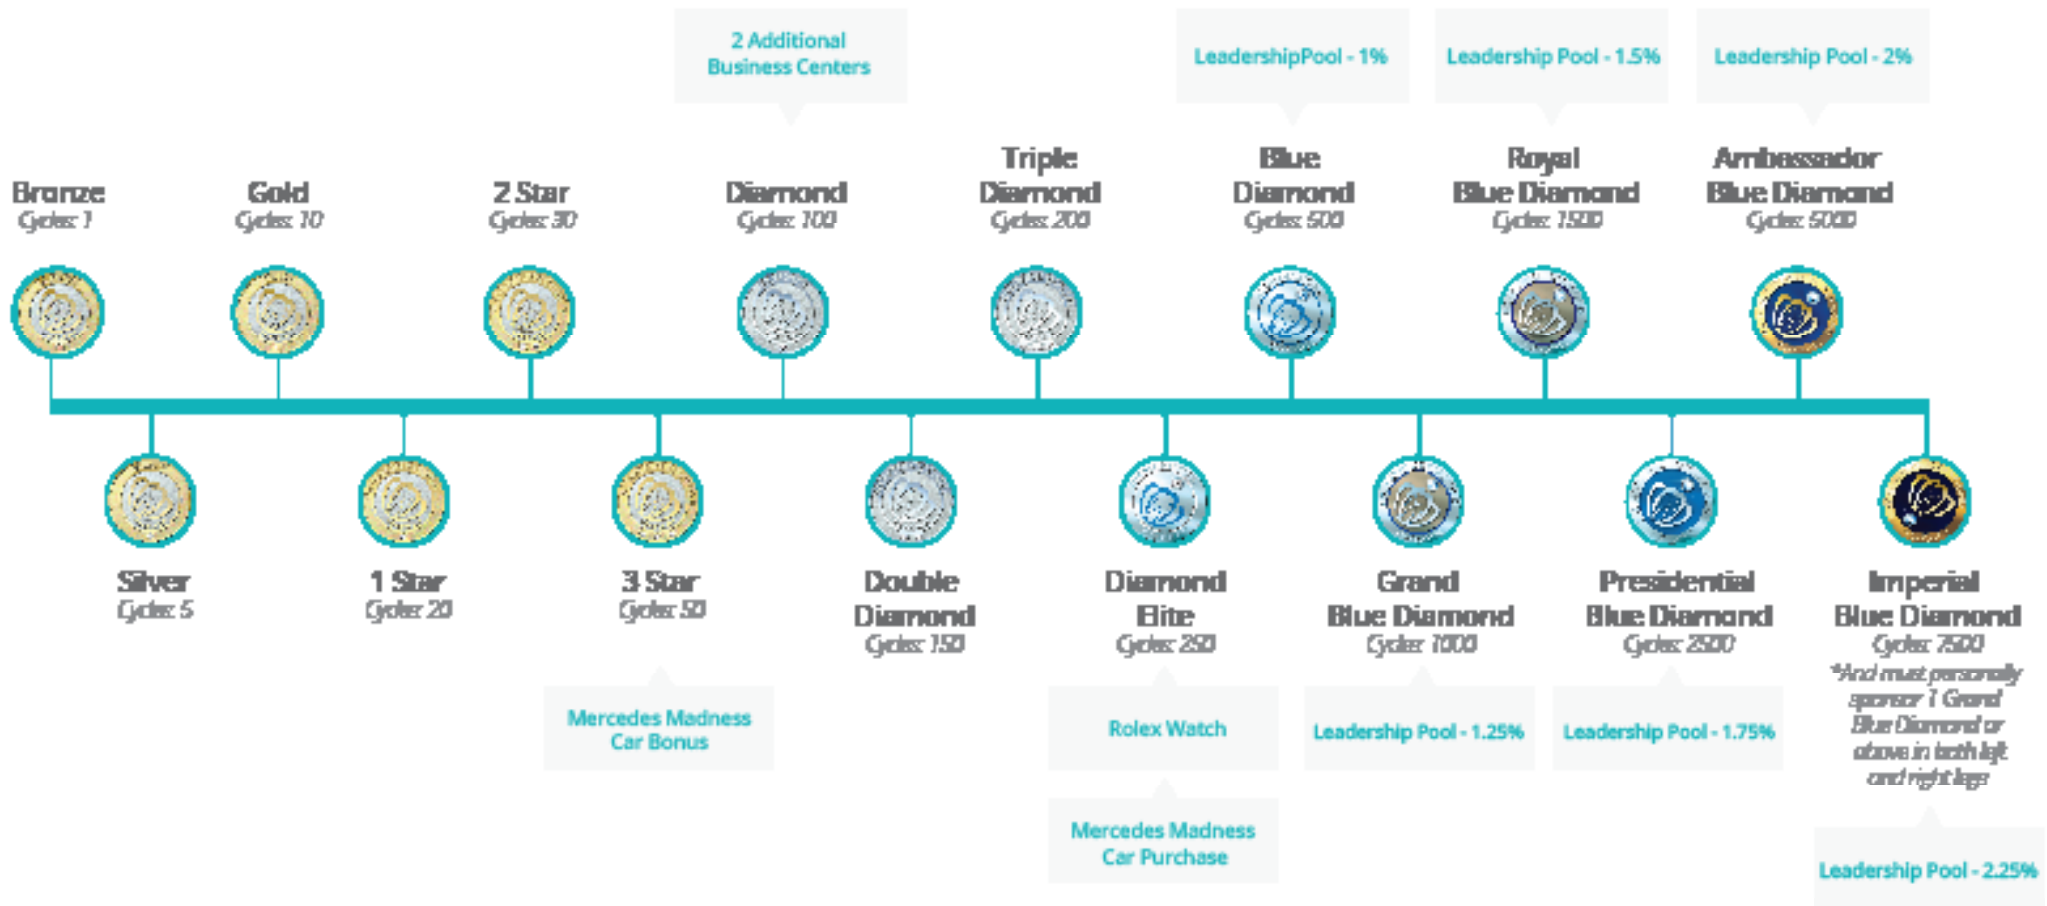 2 Additional
Business Centers
LeadershipPool - 1%
Leadership Pool - 1.5%
Leadership Pool - 2%
Bronze
Cycles: 1
Gold
Cycles: 10
2 Star
Cycles: 30
Diamond
Cycles: 100
Triple
Diamond
Cycles: 200
Blue
Diamond
Cycles: 500
Royal
Blue Diamond
Cycles: 1500
Ambassador
Blue Diamond
Cycles: 5000
Silver
Cycles: 5
1 Star
Cycles: 20
3 Star
Cycles: 50
Double
Diamond
Cycles: 150
Diamond
Elite
Cycles: 250
Grand
Blue Diamond
Cycles: 1000
Presidential
Blue Diamond
Cycles: 2500
Imperial
Blue Diamond
Cycles: 7500
*And must personally
sponsor 1 Grand
Blue Diamond or
above in both left
and right legs
Mercedes Madness
Car Bonus
Rolex Watch
Leadership Pool - 1.25%
Leadership Pool - 1.75%
Mercedes Madness
Car Purchase
Leadership Pool - 2.25%